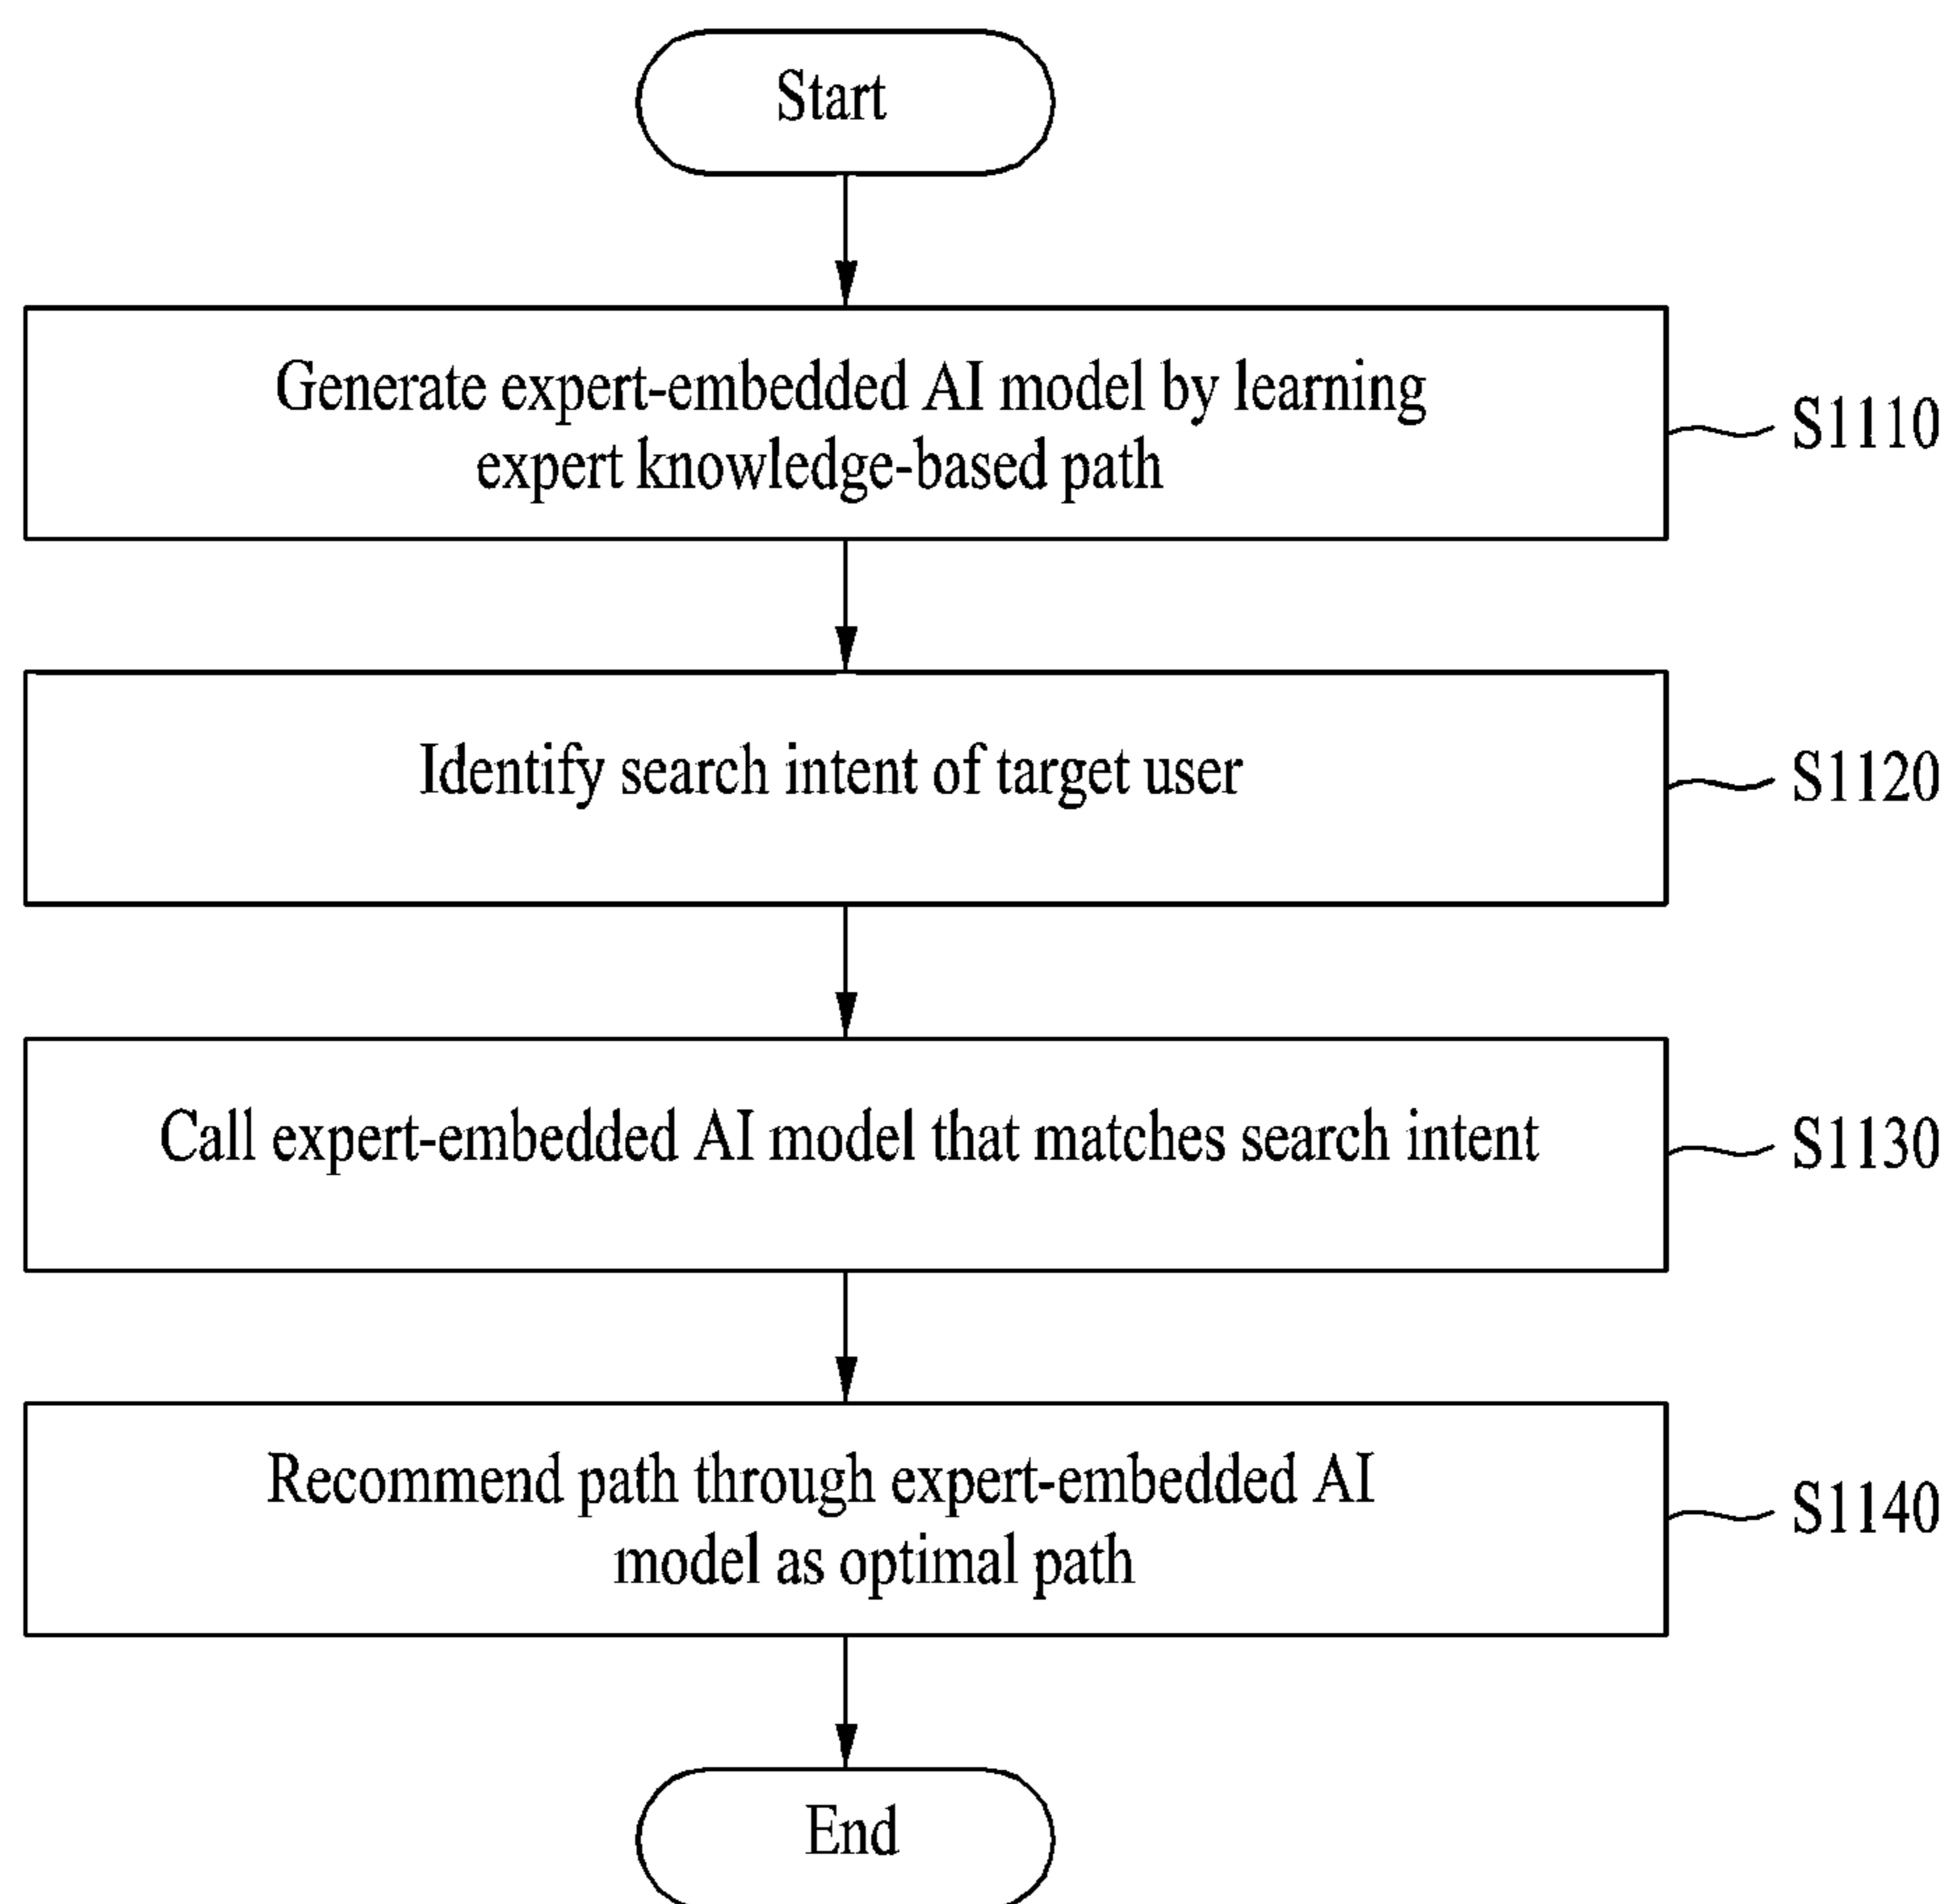 Start
Generate expert-embedded AI model by learning
expert knowledge-based path
S1110
Identify search intent of target user
S1120
Call expert-embedded AI model that matches search intent
S1130
Recommend path through expert-embedded AI
model as optimal path
S1140
End